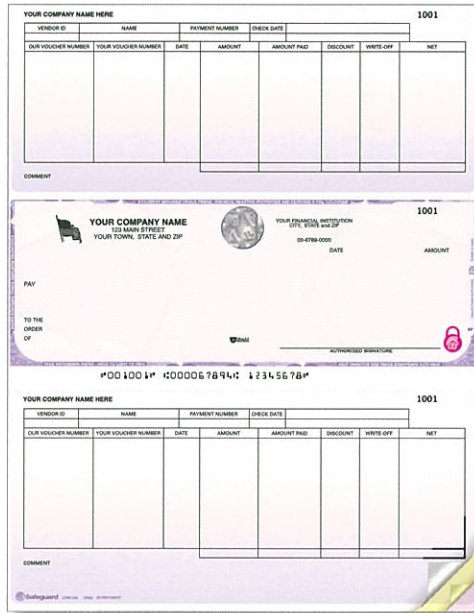 YOUR COMPANY NAME HERE 1001
VENDOR ID NAME PAYMENT NUMBER CHECK DATE
OUR VOUCHER NUMBER YOUR VOUCHER NUMBER DATE AMOUNT AMOUNT PAID DISCOUNT WRITE-OFF NET
COMMENT
1001
YOUR COMPANY NAME
123 MAIN STREET
YOUR TOWN, STATE AND ZIP
YOUR FINANCIAL INSTITUTION
CITY, STATE and ZIP
00-6789-0000
DATE AMOUNT
PAY
TO THE
ORDER
OF
AUTHORIZED SIGNATURE
⑈001001⑈ ⑆000067894⑆ 12345678⑈
YOUR COMPANY NAME HERE 1001
VENDOR ID NAME PAYMENT NUMBER CHECK DATE
OUR VOUCHER NUMBER YOUR VOUCHER NUMBER DATE AMOUNT AMOUNT PAID DISCOUNT WRITE-OFF NET
COMMENT
Safeguard